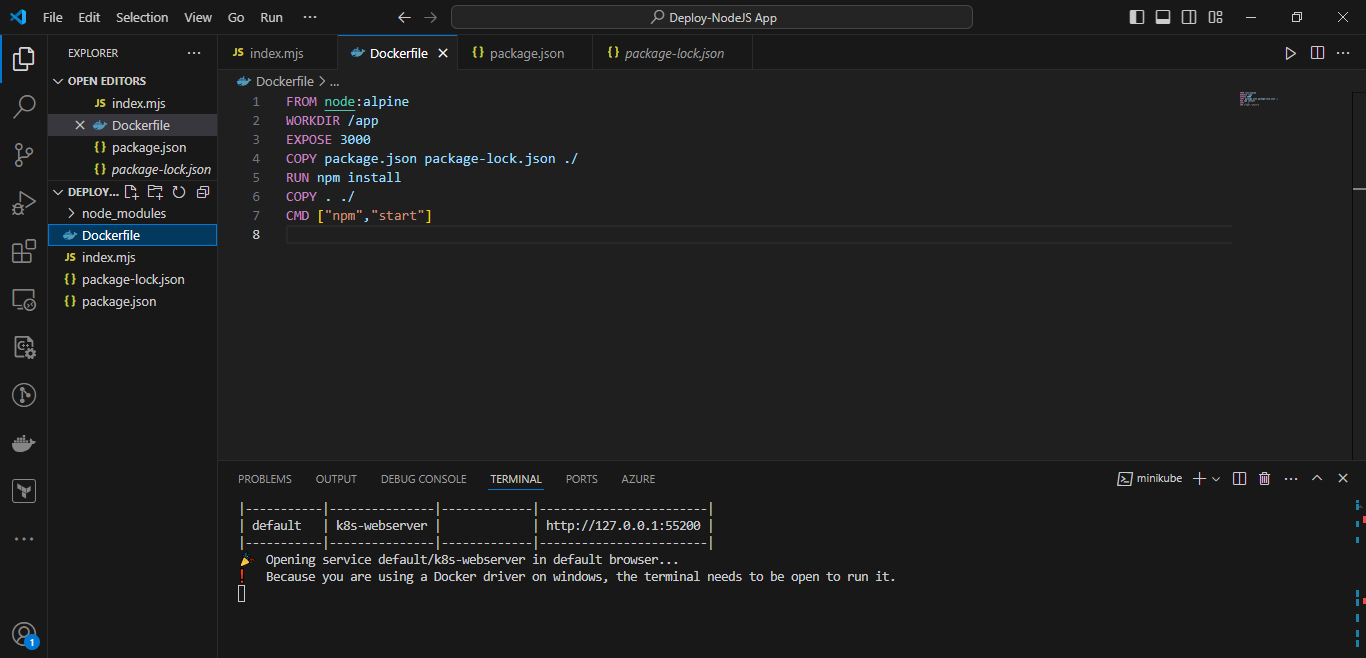 File Edit Selection View Go Run ··· Deploy-NodeJS App
EXPLORER ···
OPEN EDITORS
JS index.mjs
Dockerfile
{} package.json
{} package-lock.json
DEPLOY...
node_modules
Dockerfile
JS index.mjs
{} package-lock.json
{} package.json
1
JS index.mjs Dockerfile {} package.json {} package-lock.json
Dockerfile > ...
1 FROM node:alpine
2 WORKDIR /app
3 EXPOSE 3000
4 COPY package.json package-lock.json ./
5 RUN npm install
6 COPY . ./
7 CMD ["npm","start"]
8
PROBLEMS OUTPUT DEBUG CONSOLE TERMINAL PORTS AZURE minikube
|-----------|---------------|-------------|------------------------|
| default | k8s-webserver | | http://127.0.0.1:55200 |
|-----------|---------------|-------------|------------------------|
🎉 Opening service default/k8s-webserver in default browser...
❗ Because you are using a Docker driver on windows, the terminal needs to be open to run it.